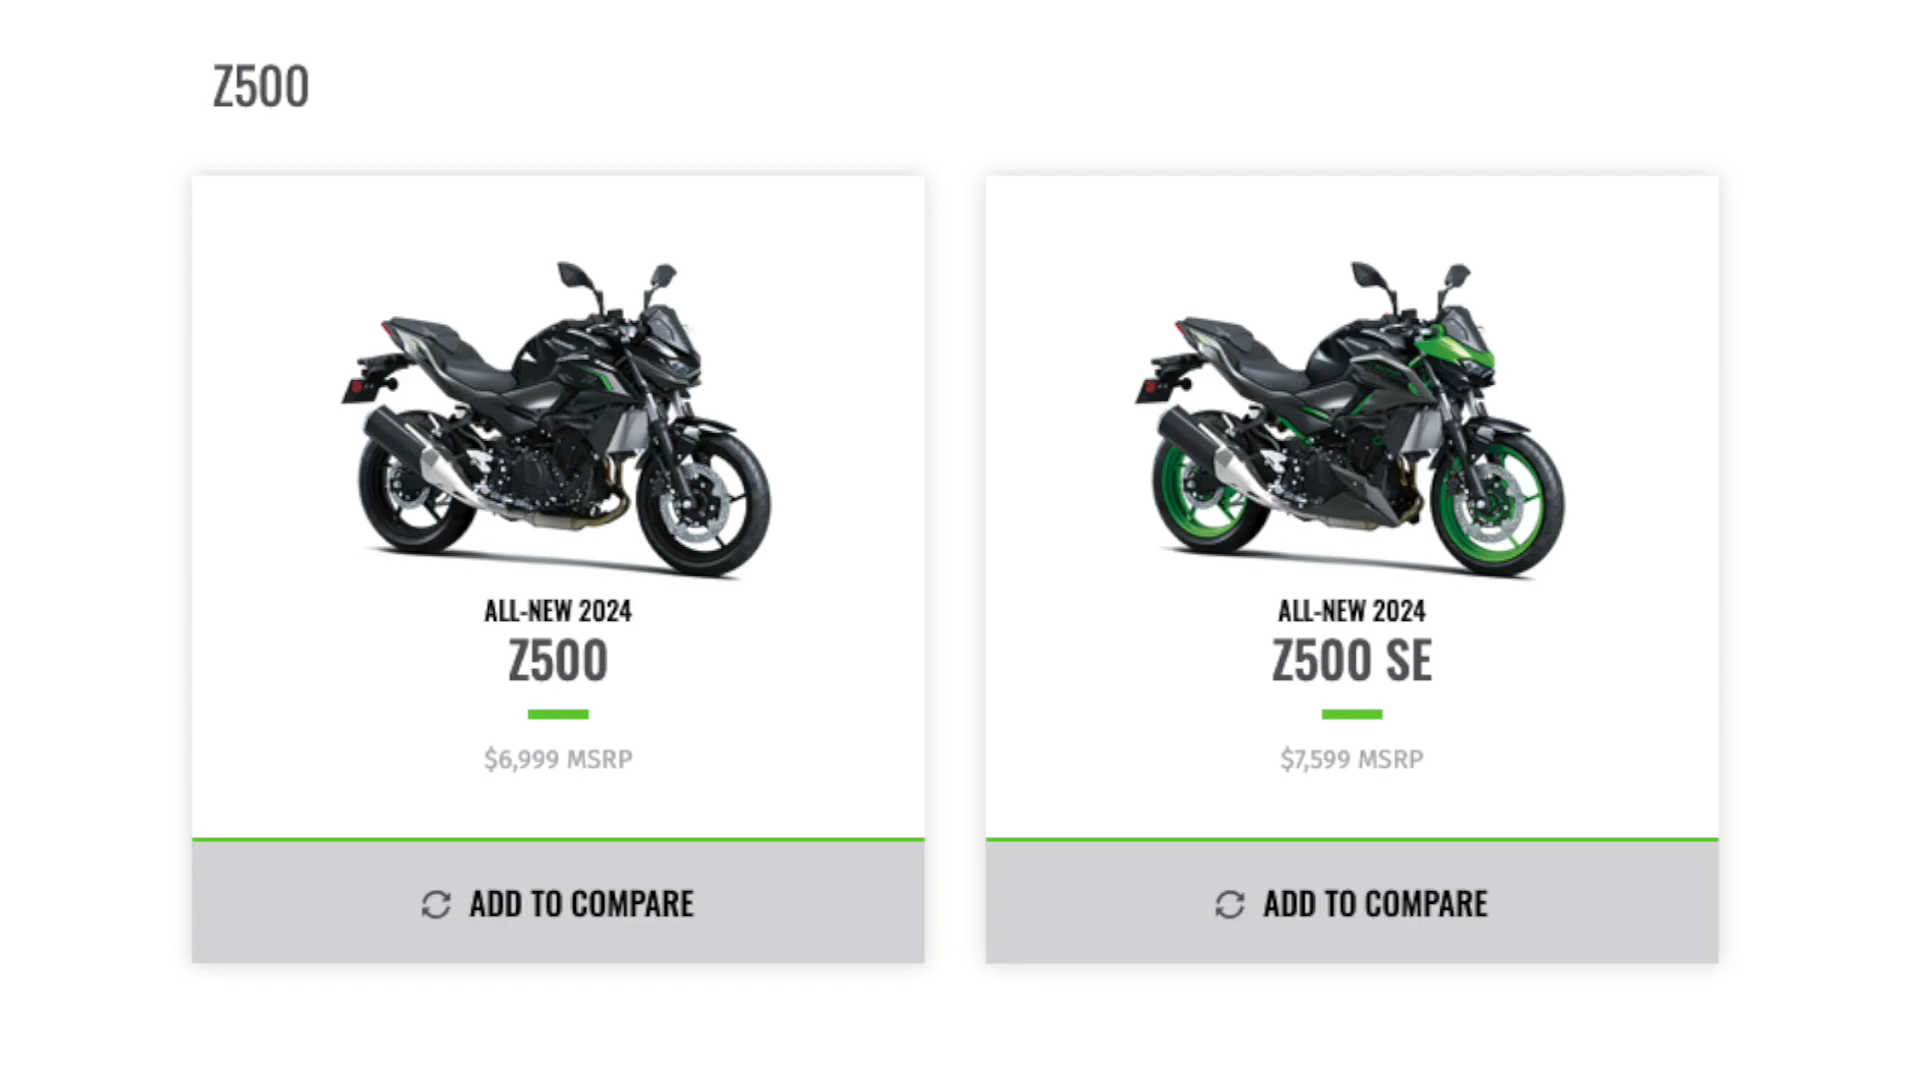 Z500
ALL-NEW 2024
Z500
$6,999 MSRP
ADD TO COMPARE
ALL-NEW 2024
Z500 SE
$7,599 MSRP
ADD TO COMPARE